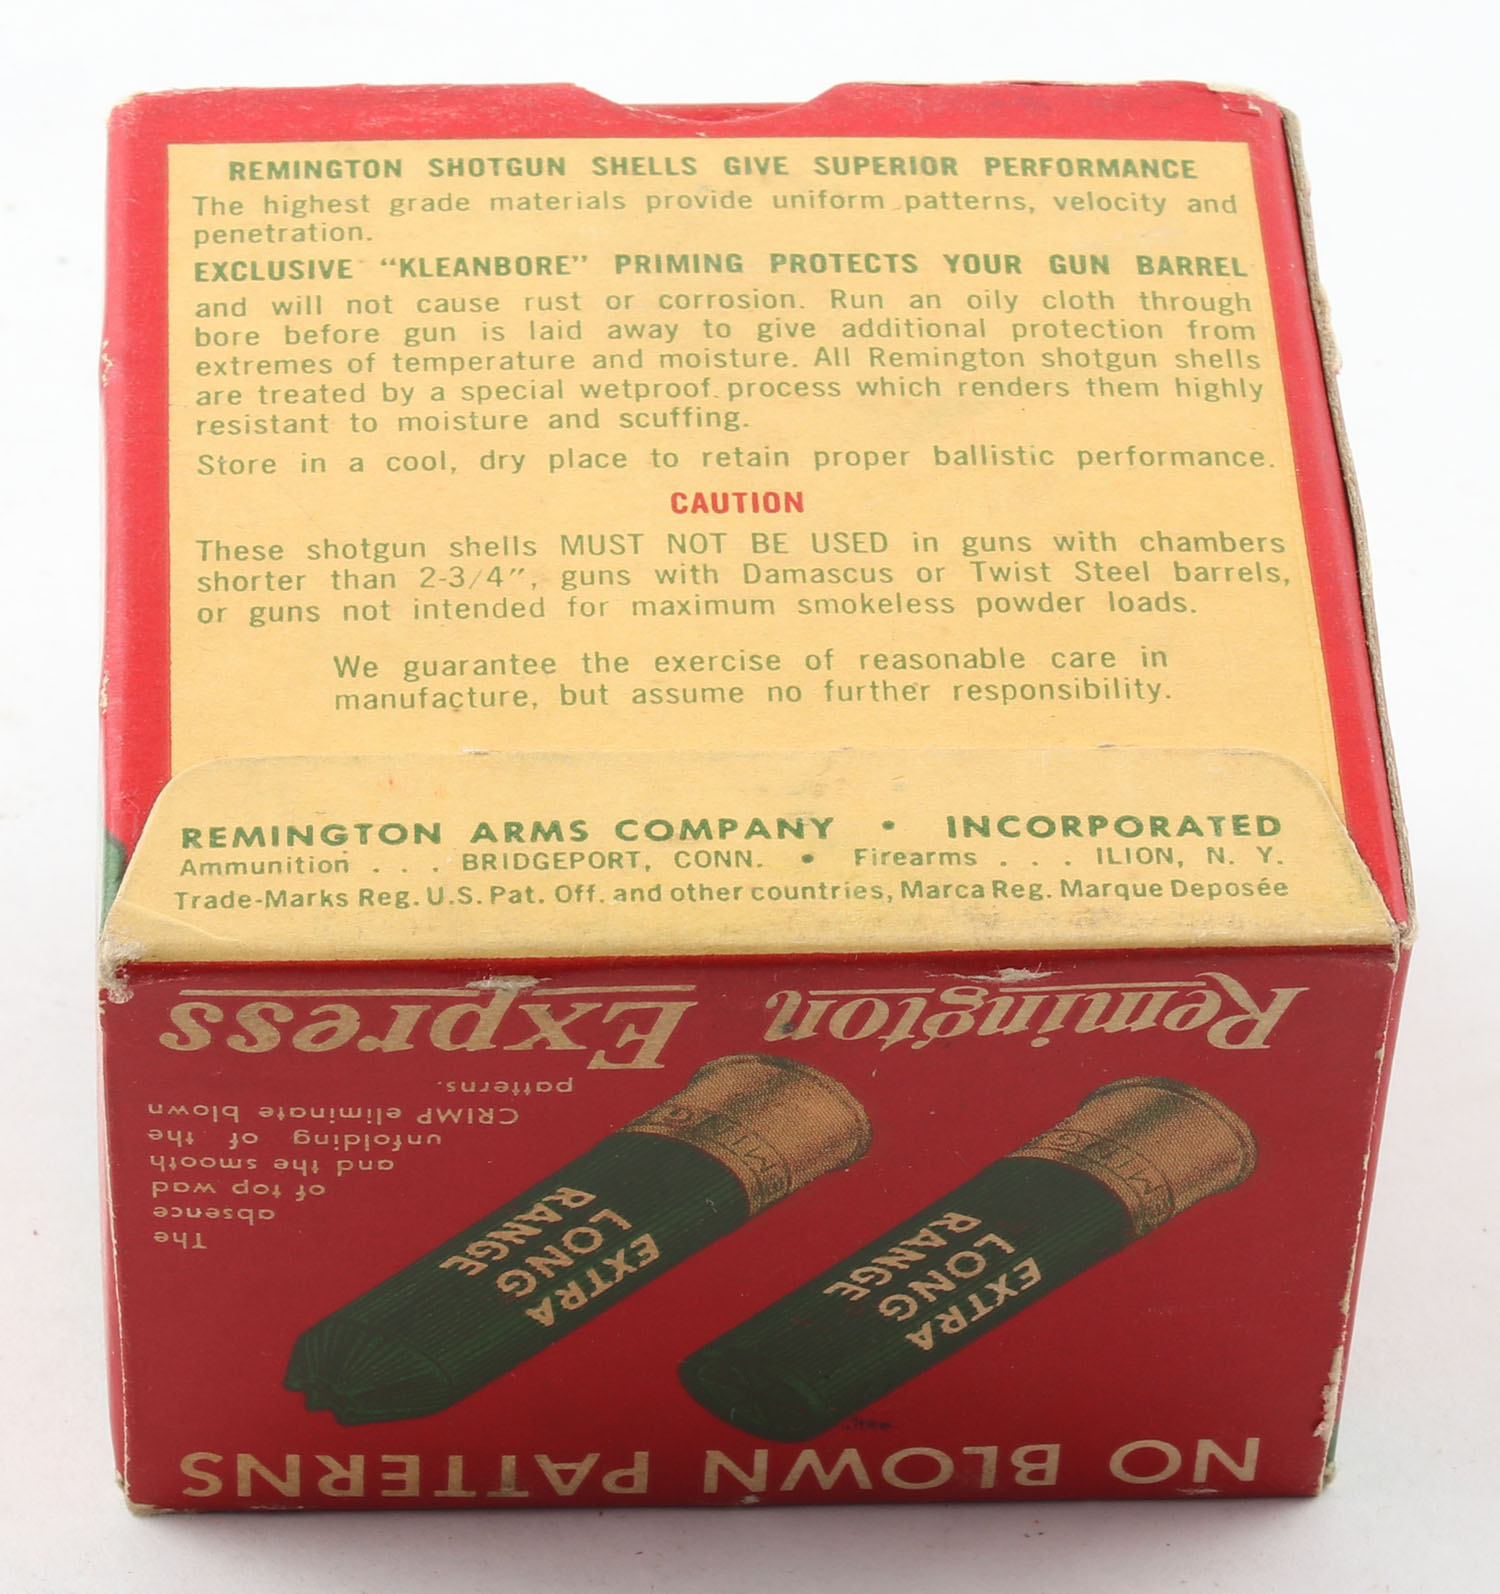 REMINGTON SHOTGUN SHELLS GIVE SUPERIOR PERFORMANCE
The highest grade materials provide uniform patterns, velocity and
penetration.
EXCLUSIVE "KLEANBORE" PRIMING PROTECTS YOUR GUN BARREL
and will not cause rust or corrosion. Run an oily cloth through
bore before gun is laid away to give additional protection from
extremes of temperature and moisture. All Remington shotgun shells
are treated by a special wetproof process which renders them highly
resistant to moisture and scuffing.
Store in a cool, dry place to retain proper ballistic performance.
CAUTION
These shotgun shells MUST NOT BE USED in guns with chambers
shorter than 2-3/4", guns with Damascus or Twist Steel barrels,
or guns not intended for maximum smokeless powder loads.
We guarantee the exercise of reasonable care in
manufacture, but assume no further responsibility.
REMINGTON ARMS COMPANY • INCORPORATED
Ammunition . . . BRIDGEPORT, CONN. • Firearms . . . ILION, N. Y.
Trade-Marks Reg. U.S. Pat. Off. and other countries, Marca Reg. Marque Deposée
NO BLOWN PATTERNS
EXTRA
LONG
RANGE
EXTRA
LONG
RANGE
The
absence
of top wad
and the smooth
unfolding of the
CRIMP eliminate blown
patterns.
Remington Express